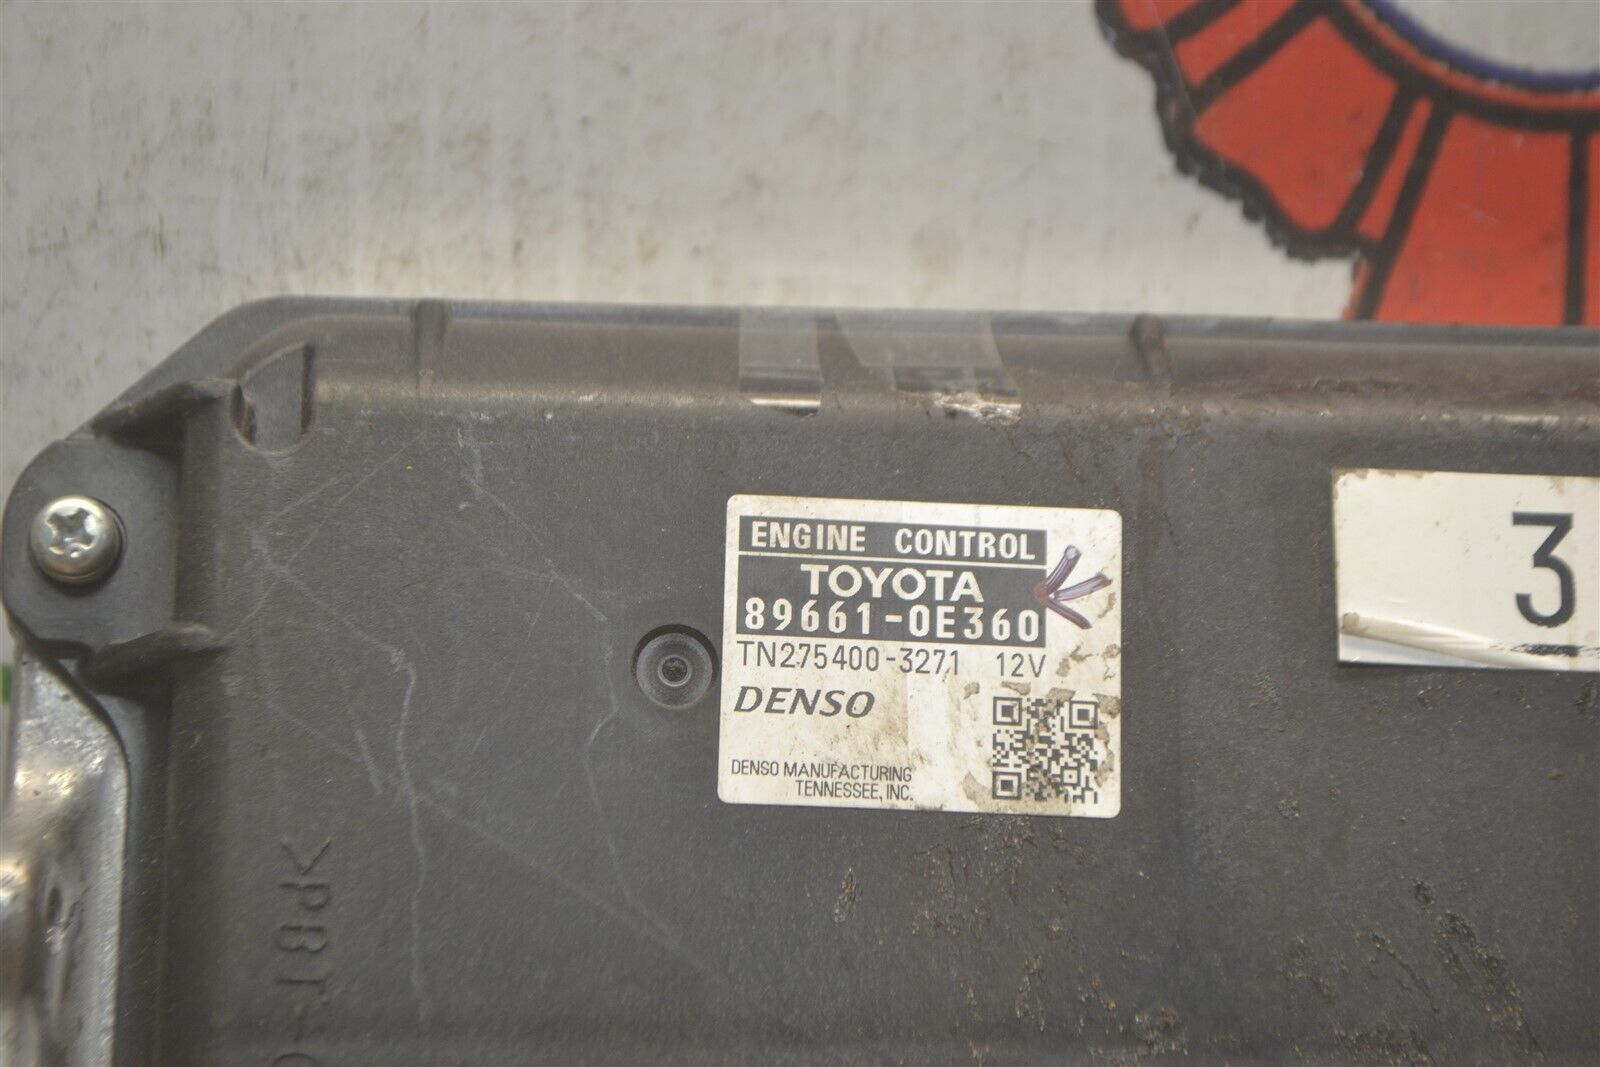 ENGINE CONTROL
TOYOTA
89661-0E360
TN275400-3271 12V
DENSO
DENSO MANUFACTURING
TENNESSEE, INC.
3
>PBT-